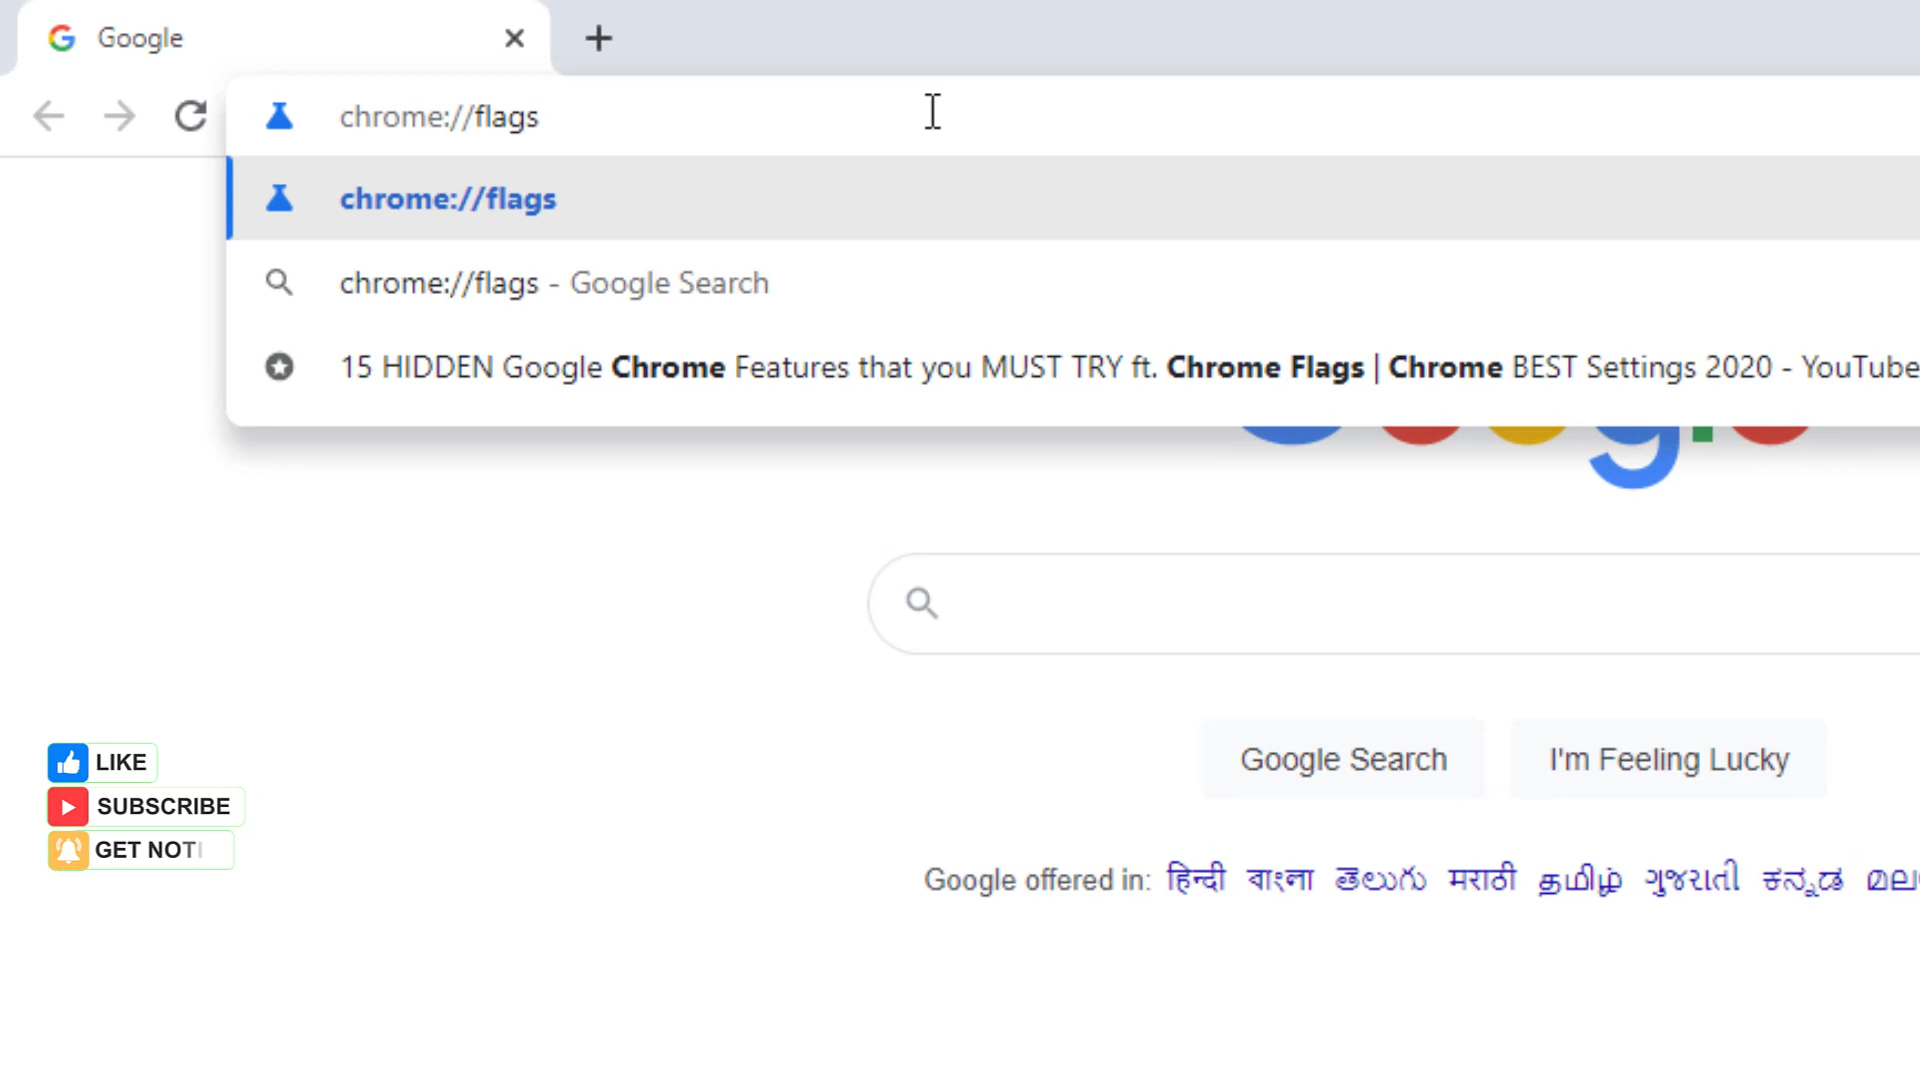 Google
chrome://flags
chrome://flags
chrome://flags - Google Search
15 HIDDEN Google Chrome Features that you MUST TRY ft. Chrome Flags | Chrome BEST Settings 2020 - YouTube
Google Search I'm Feeling Lucky
LIKE
SUBSCRIBE
GET NOTI
Google offered in: हिन्दी বাংলা తెలుగు मराठी தமிழ் ગુજરાતી ಕನ್ನಡ